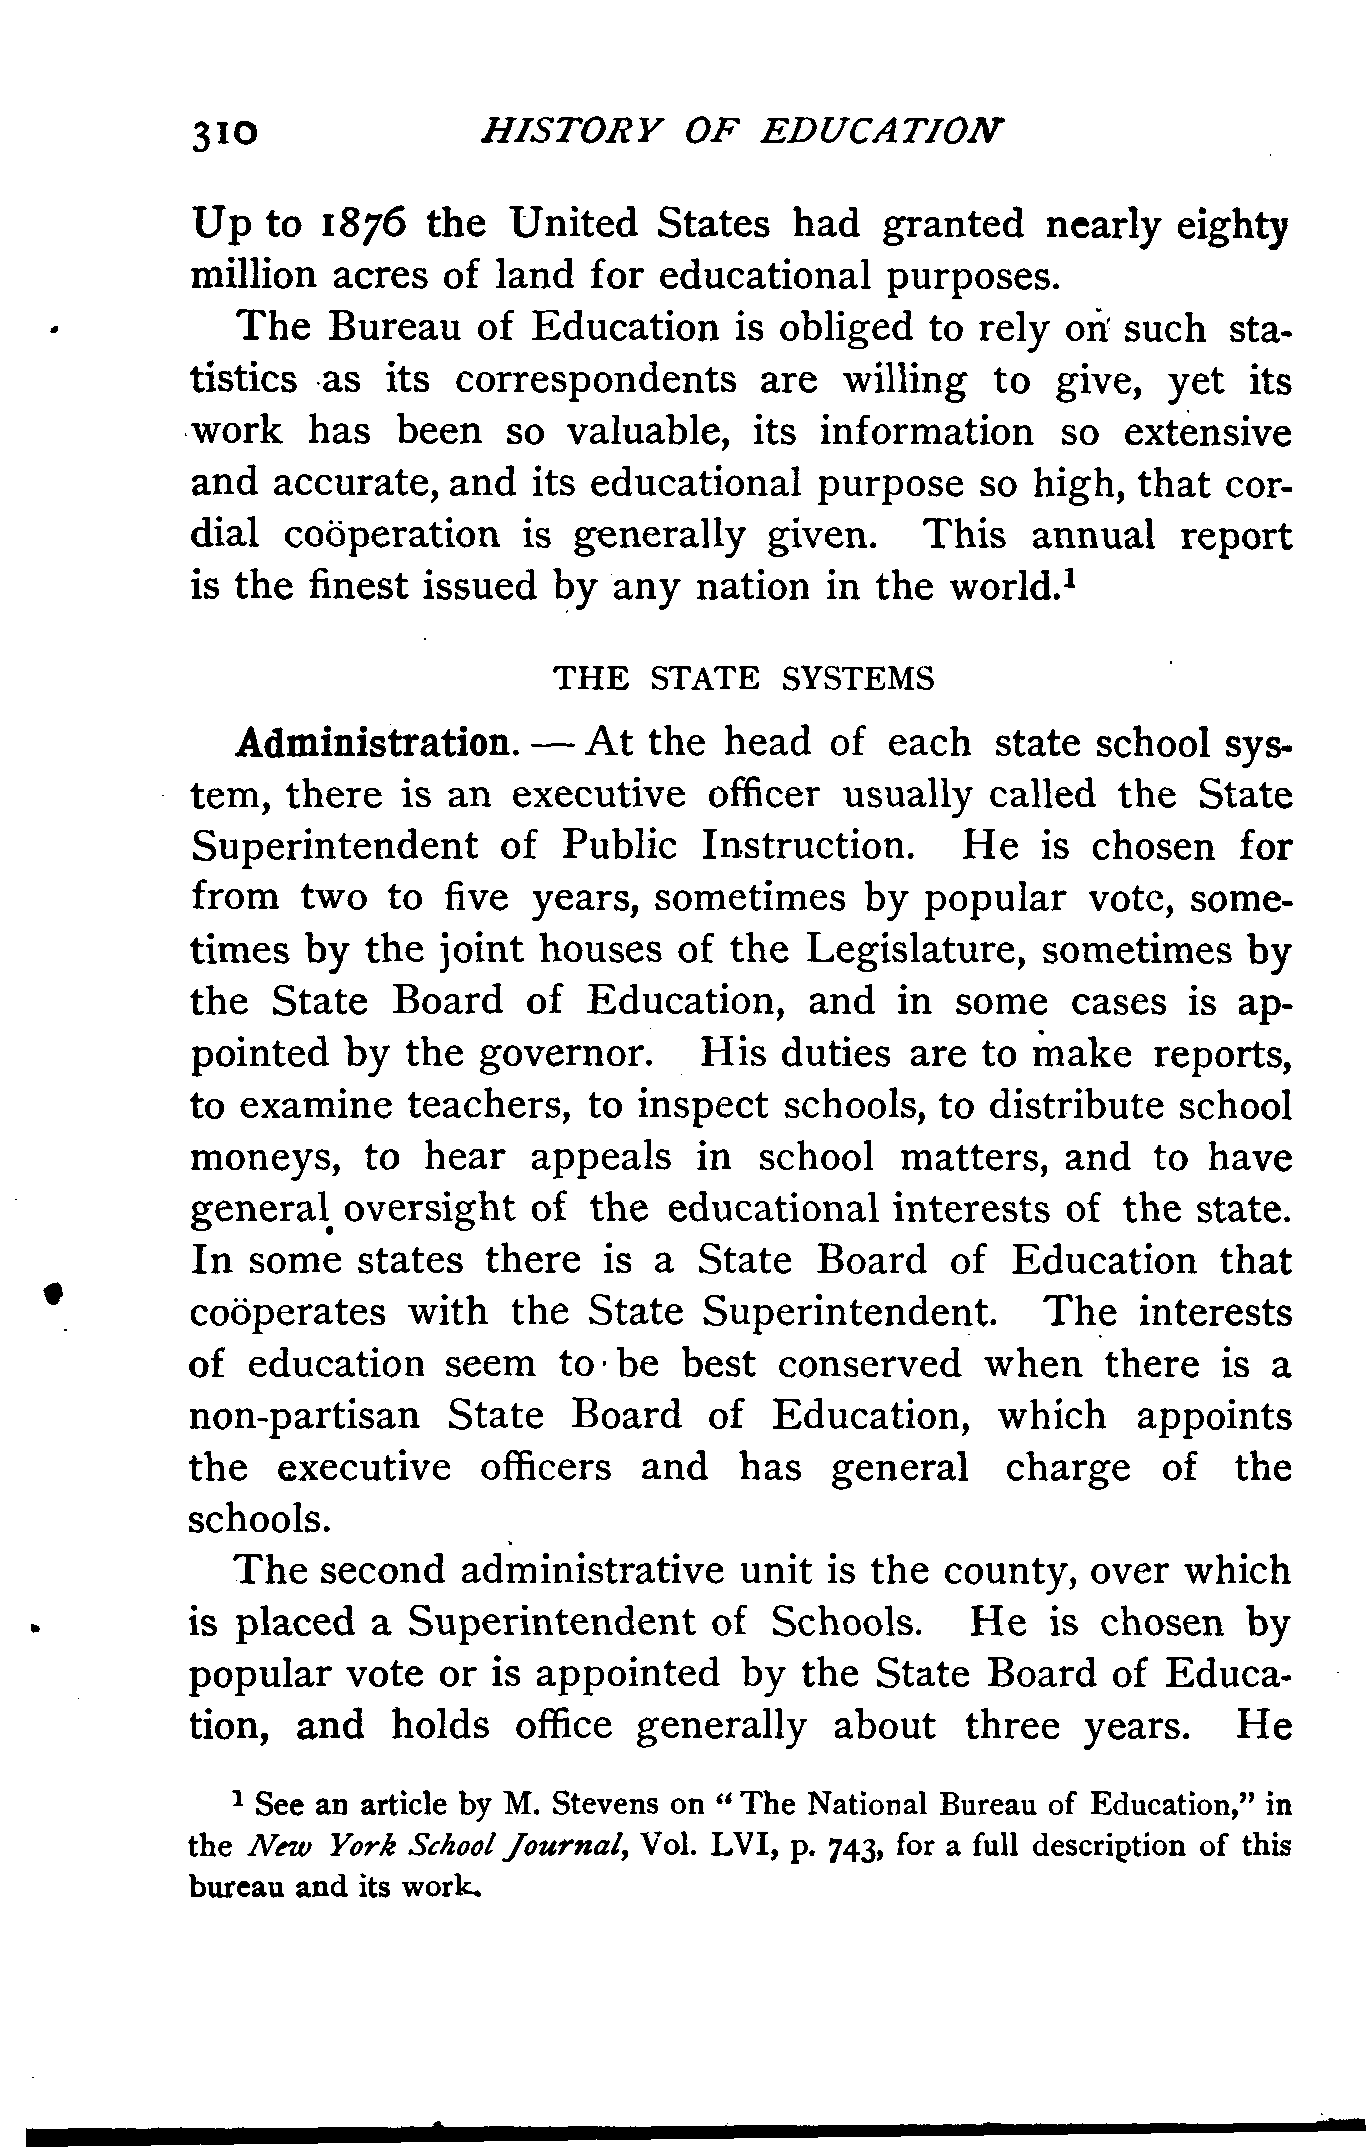 310 HISTORY OF EDUCATION
Up to 1876 the United States had granted nearly eighty
million acres of land for educational purposes.
The Bureau of Education is obliged to rely on such sta-
tistics as its correspondents are willing to give, yet its
work has been so valuable, its information so extensive
and accurate, and its educational purpose so high, that cor-
dial coöperation is generally given. This annual report
is the finest issued by any nation in the world.¹
THE STATE SYSTEMS
Administration. — At the head of each state school sys-
tem, there is an executive officer usually called the State
Superintendent of Public Instruction. He is chosen for
from two to five years, sometimes by popular vote, some-
times by the joint houses of the Legislature, sometimes by
the State Board of Education, and in some cases is ap-
pointed by the governor. His duties are to make reports,
to examine teachers, to inspect schools, to distribute school
moneys, to hear appeals in school matters, and to have
general oversight of the educational interests of the state.
In some states there is a State Board of Education that
coöperates with the State Superintendent. The interests
of education seem to be best conserved when there is a
non-partisan State Board of Education, which appoints
the executive officers and has general charge of the
schools.
The second administrative unit is the county, over which
is placed a Superintendent of Schools. He is chosen by
popular vote or is appointed by the State Board of Educa-
tion, and holds office generally about three years. He
¹ See an article by M. Stevens on “The National Bureau of Education,” in
the New York School Journal, Vol. LVI, p. 743, for a full description of this
bureau and its work.